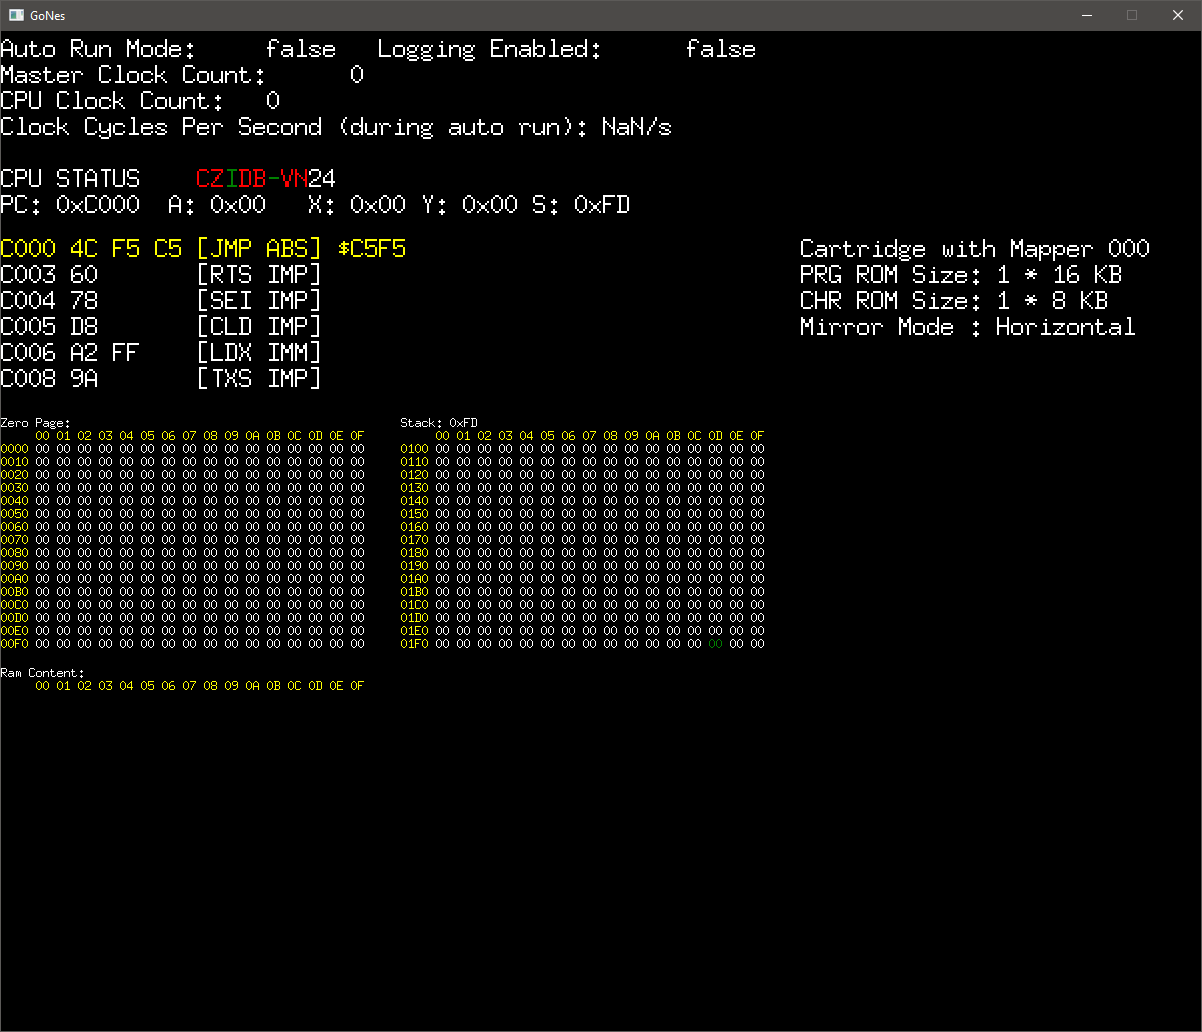 GoNes
Auto Run Mode: false Logging Enabled: false
Master Clock Count: 0
CPU Clock Count: 0
Clock Cycles Per Second (during auto run): NaN/s
CPU STATUS CZIDB-VN24
PC: 0xC000 A: 0x00 X: 0x00 Y: 0x00 S: 0xFD
C000 4C F5 C5 [JMP ABS] $C5F5
C003 60 [RTS IMP]
C004 78 [SEI IMP]
C005 D8 [CLD IMP]
C006 A2 FF [LDX IMM]
C008 9A [TXS IMP]
Cartridge with Mapper 000
PRG ROM Size: 1 * 16 KB
CHR ROM Size: 1 * 8 KB
Mirror Mode : Horizontal
Zero Page:
00 01 02 03 04 05 06 07 08 09 0A 0B 0C 0D 0E 0F
0000 00 00 00 00 00 00 00 00 00 00 00 00 00 00 00 00
0010 00 00 00 00 00 00 00 00 00 00 00 00 00 00 00 00
0020 00 00 00 00 00 00 00 00 00 00 00 00 00 00 00 00
0030 00 00 00 00 00 00 00 00 00 00 00 00 00 00 00 00
0040 00 00 00 00 00 00 00 00 00 00 00 00 00 00 00 00
0050 00 00 00 00 00 00 00 00 00 00 00 00 00 00 00 00
0060 00 00 00 00 00 00 00 00 00 00 00 00 00 00 00 00
0070 00 00 00 00 00 00 00 00 00 00 00 00 00 00 00 00
0080 00 00 00 00 00 00 00 00 00 00 00 00 00 00 00 00
0090 00 00 00 00 00 00 00 00 00 00 00 00 00 00 00 00
00A0 00 00 00 00 00 00 00 00 00 00 00 00 00 00 00 00
00B0 00 00 00 00 00 00 00 00 00 00 00 00 00 00 00 00
00C0 00 00 00 00 00 00 00 00 00 00 00 00 00 00 00 00
00D0 00 00 00 00 00 00 00 00 00 00 00 00 00 00 00 00
00E0 00 00 00 00 00 00 00 00 00 00 00 00 00 00 00 00
00F0 00 00 00 00 00 00 00 00 00 00 00 00 00 00 00 00
Stack: 0xFD
00 01 02 03 04 05 06 07 08 09 0A 0B 0C 0D 0E 0F
0100 00 00 00 00 00 00 00 00 00 00 00 00 00 00 00 00
0110 00 00 00 00 00 00 00 00 00 00 00 00 00 00 00 00
0120 00 00 00 00 00 00 00 00 00 00 00 00 00 00 00 00
0130 00 00 00 00 00 00 00 00 00 00 00 00 00 00 00 00
0140 00 00 00 00 00 00 00 00 00 00 00 00 00 00 00 00
0150 00 00 00 00 00 00 00 00 00 00 00 00 00 00 00 00
0160 00 00 00 00 00 00 00 00 00 00 00 00 00 00 00 00
0170 00 00 00 00 00 00 00 00 00 00 00 00 00 00 00 00
0180 00 00 00 00 00 00 00 00 00 00 00 00 00 00 00 00
0190 00 00 00 00 00 00 00 00 00 00 00 00 00 00 00 00
01A0 00 00 00 00 00 00 00 00 00 00 00 00 00 00 00 00
01B0 00 00 00 00 00 00 00 00 00 00 00 00 00 00 00 00
01C0 00 00 00 00 00 00 00 00 00 00 00 00 00 00 00 00
01D0 00 00 00 00 00 00 00 00 00 00 00 00 00 00 00 00
01E0 00 00 00 00 00 00 00 00 00 00 00 00 00 00 00 00
01F0 00 00 00 00 00 00 00 00 00 00 00 00 00 00 00 00
Ram Content:
00 01 02 03 04 05 06 07 08 09 0A 0B 0C 0D 0E 0F